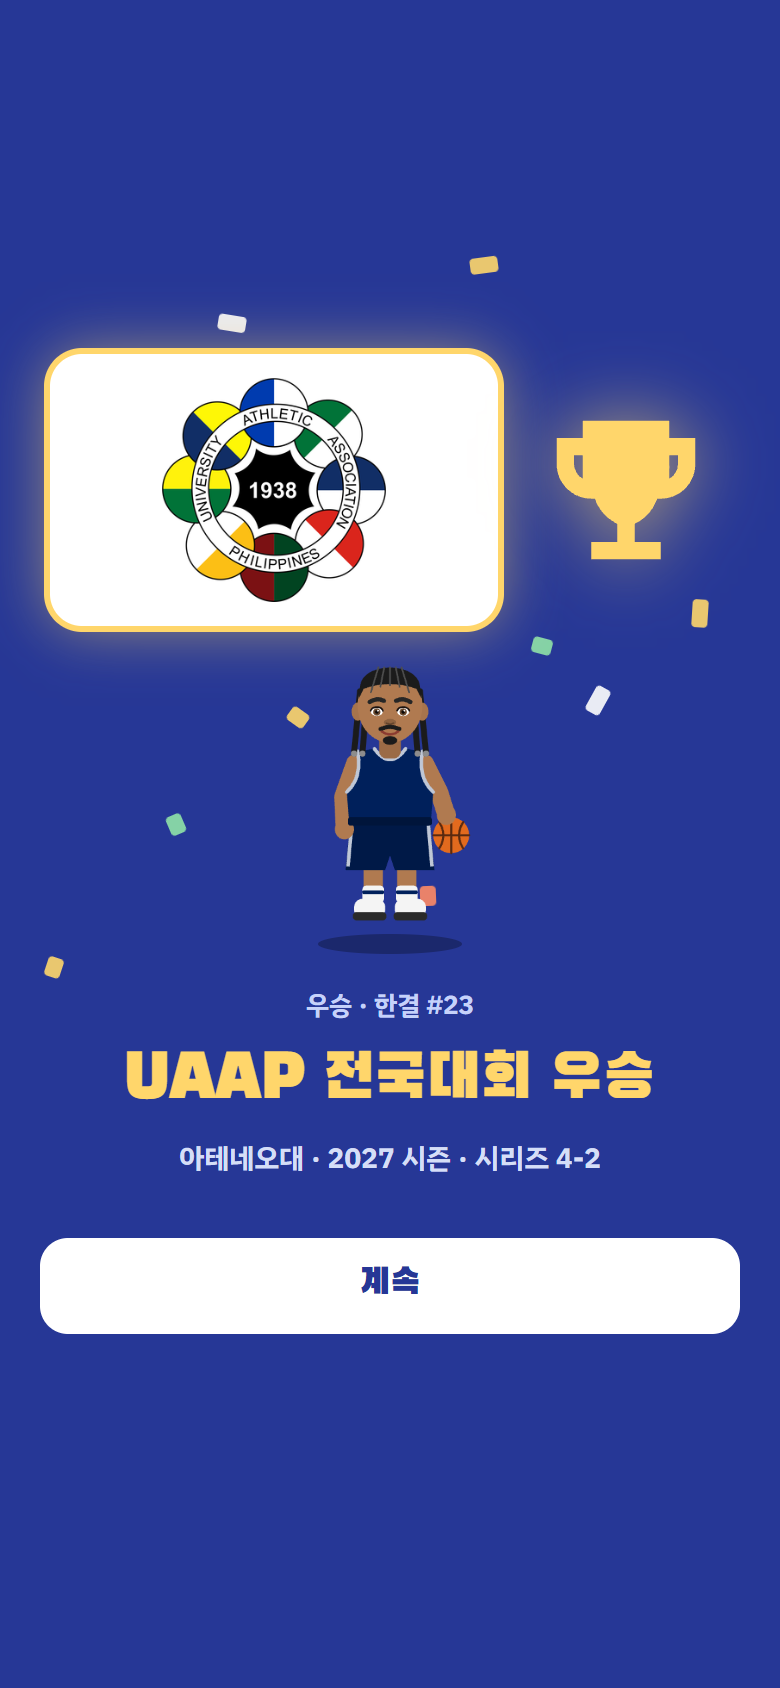 UNIVERSITY ATHLETIC ASSOCIATION
1938
PHILIPPINES
우승 · 한결 #23
UAAP 전국대회 우승
아테네오대 · 2027 시즌 · 시리즈 4-2
계속